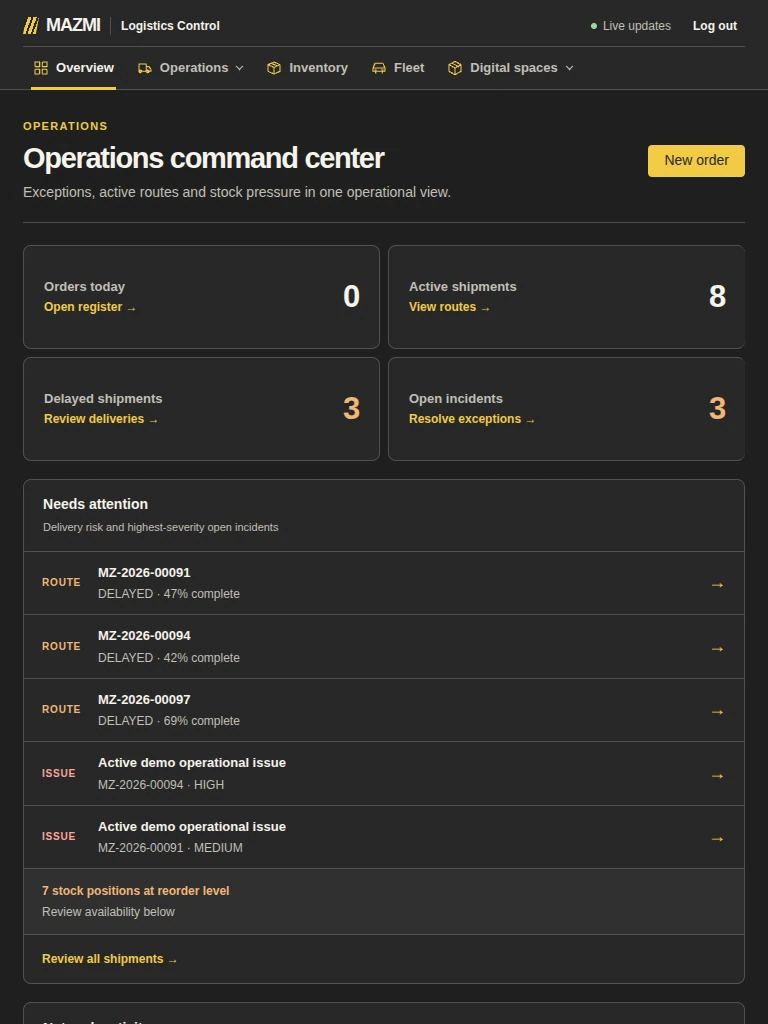 MAZMI
Logistics Control
Live updates
Log out
Overview
Operations
Inventory
Fleet
Digital spaces
OPERATIONS
Operations command center
New order
Exceptions, active routes and stock pressure in one operational view.
Orders today
Open register →
0
Active shipments
View routes →
8
Delayed shipments
Review deliveries →
3
Open incidents
Resolve exceptions →
3
Needs attention
Delivery risk and highest-severity open incidents
ROUTE
MZ-2026-00091
DELAYED · 47% complete
→
ROUTE
MZ-2026-00094
DELAYED · 42% complete
→
ROUTE
MZ-2026-00097
DELAYED · 69% complete
→
ISSUE
Active demo operational issue
MZ-2026-00094 · HIGH
→
ISSUE
Active demo operational issue
MZ-2026-00091 · MEDIUM
→
7 stock positions at reorder level
Review availability below
Review all shipments →